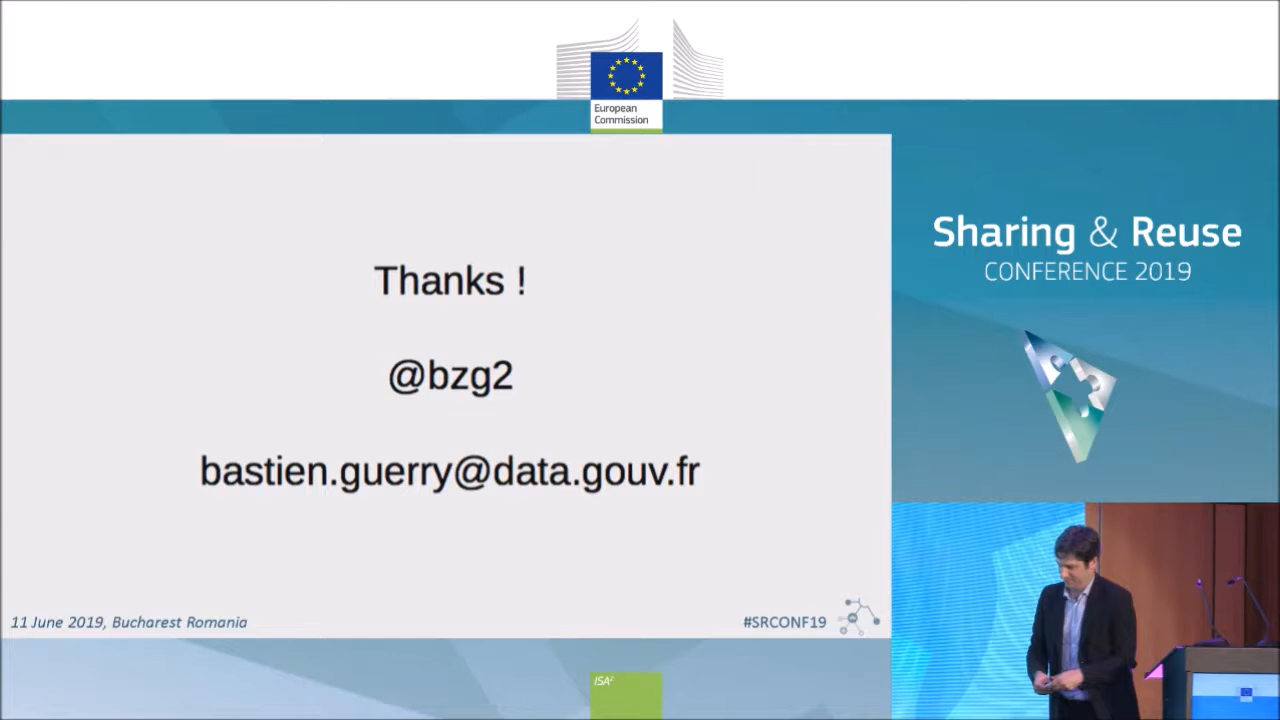 European
Commission
Sharing & Reuse
CONFERENCE 2019
Thanks !
@bzg2
bastien.guerry@data.gouv.fr
11 June 2019, Bucharest Romania
#SRCONF19
ISA²